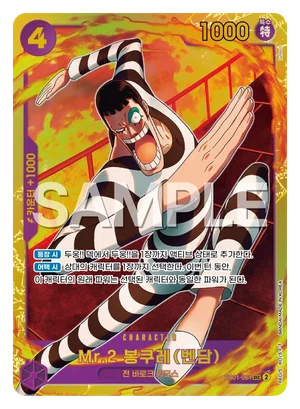 4
1000
특수
特
카운터 +1000
SAMPLE
등장 시 두웅!! 덱에서 두웅!!을 1장까지 액티브 상태로 추가한다.
어택 시 상대의 캐릭터를 1장까지 선택한다. 이번 턴 동안,
이 캐릭터의 원래 파워는 선택된 캐릭터와 동일한 파워가 된다.
CHARACTER
Mr.2 봉쿠레(벤담)
전 바로크 웍스